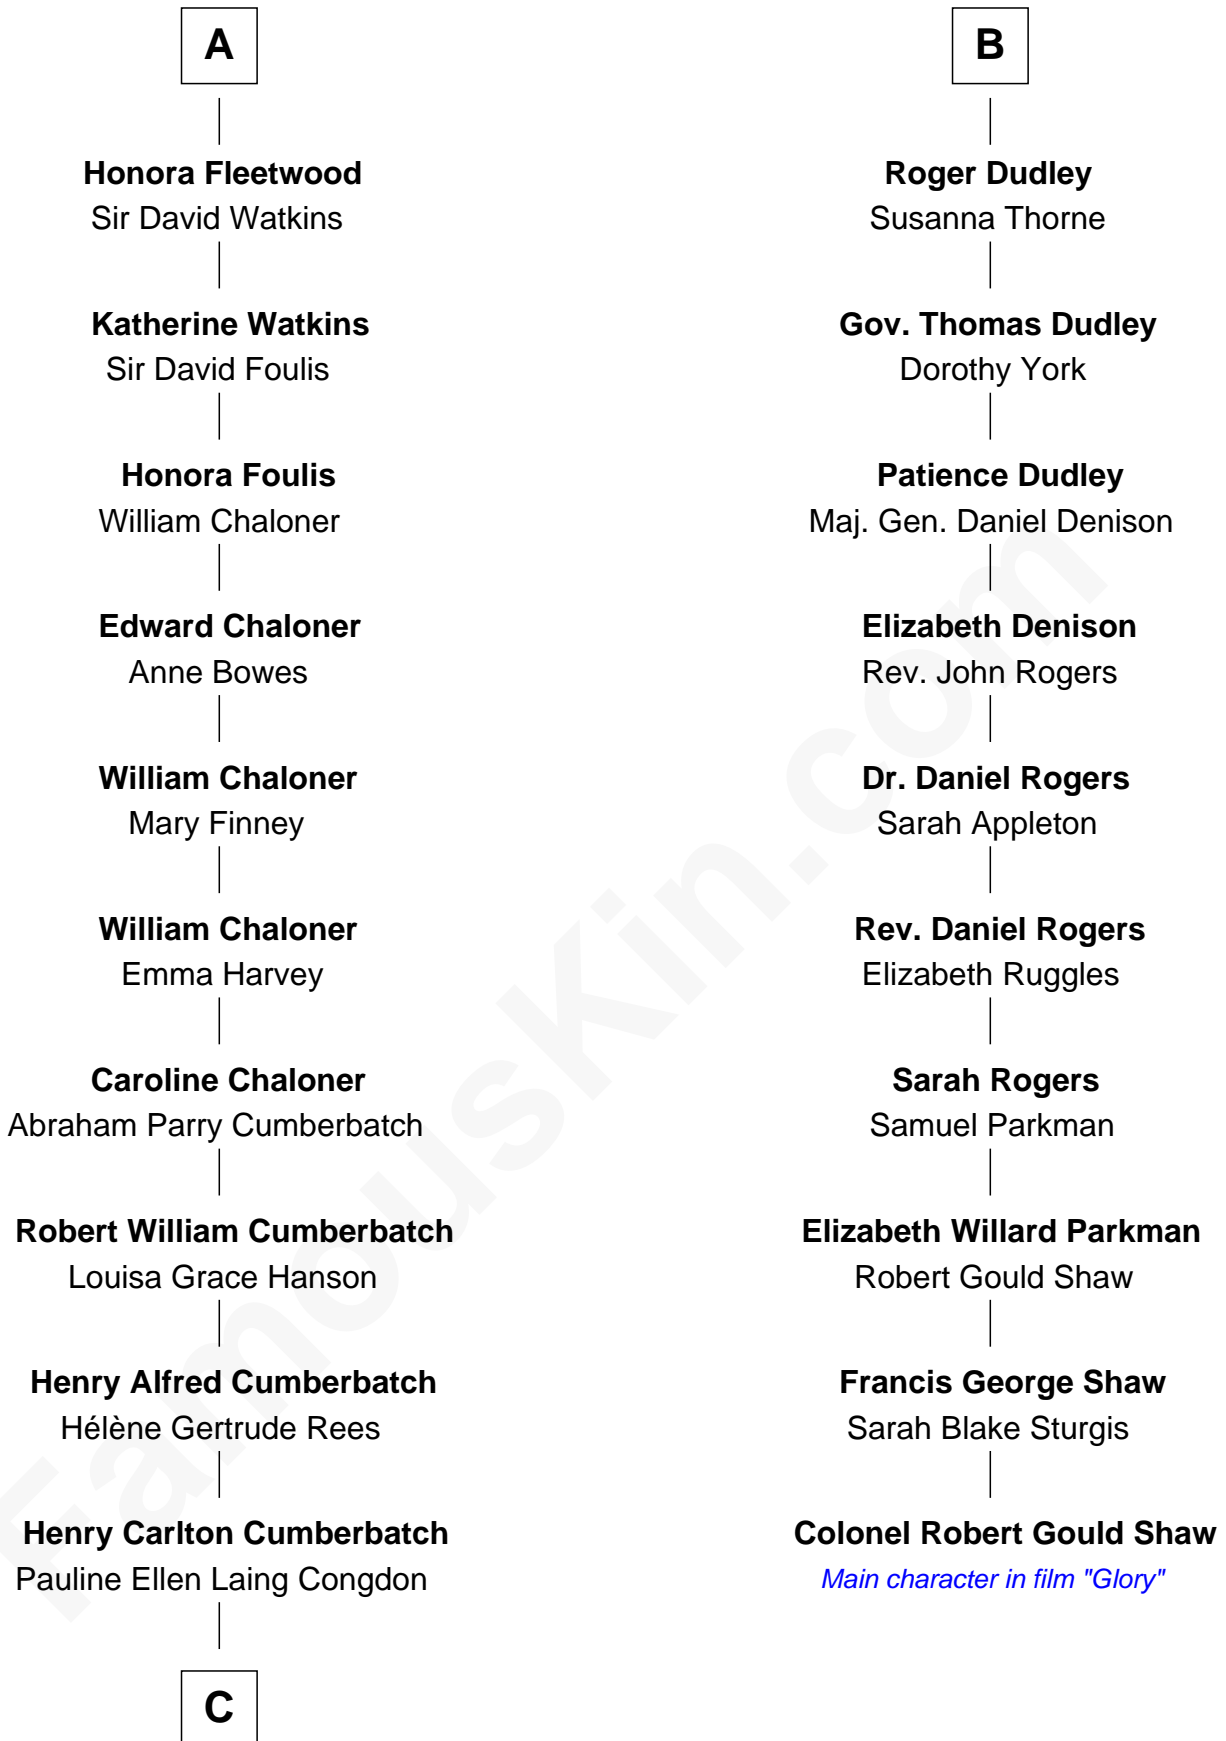 A
Honora Fleetwood
Sir David Watkins
Katherine Watkins
Sir David Foulis
Honora Foulis
William Chaloner
Edward Chaloner
Anne Bowes
William Chaloner
Mary Finney
William Chaloner
Emma Harvey
Caroline Chaloner
Abraham Parry Cumberbatch
Robert William Cumberbatch
Louisa Grace Hanson
Henry Alfred Cumberbatch
Hélène Gertrude Rees
Henry Carlton Cumberbatch
Pauline Ellen Laing Congdon
C
B
Roger Dudley
Susanna Thorne
Gov. Thomas Dudley
Dorothy York
Patience Dudley
Maj. Gen. Daniel Denison
Elizabeth Denison
Rev. John Rogers
Dr. Daniel Rogers
Sarah Appleton
Rev. Daniel Rogers
Elizabeth Ruggles
Sarah Rogers
Samuel Parkman
Elizabeth Willard Parkman
Robert Gould Shaw
Francis George Shaw
Sarah Blake Sturgis
Colonel Robert Gould Shaw
Main character in film "Glory"
FamousKin.com